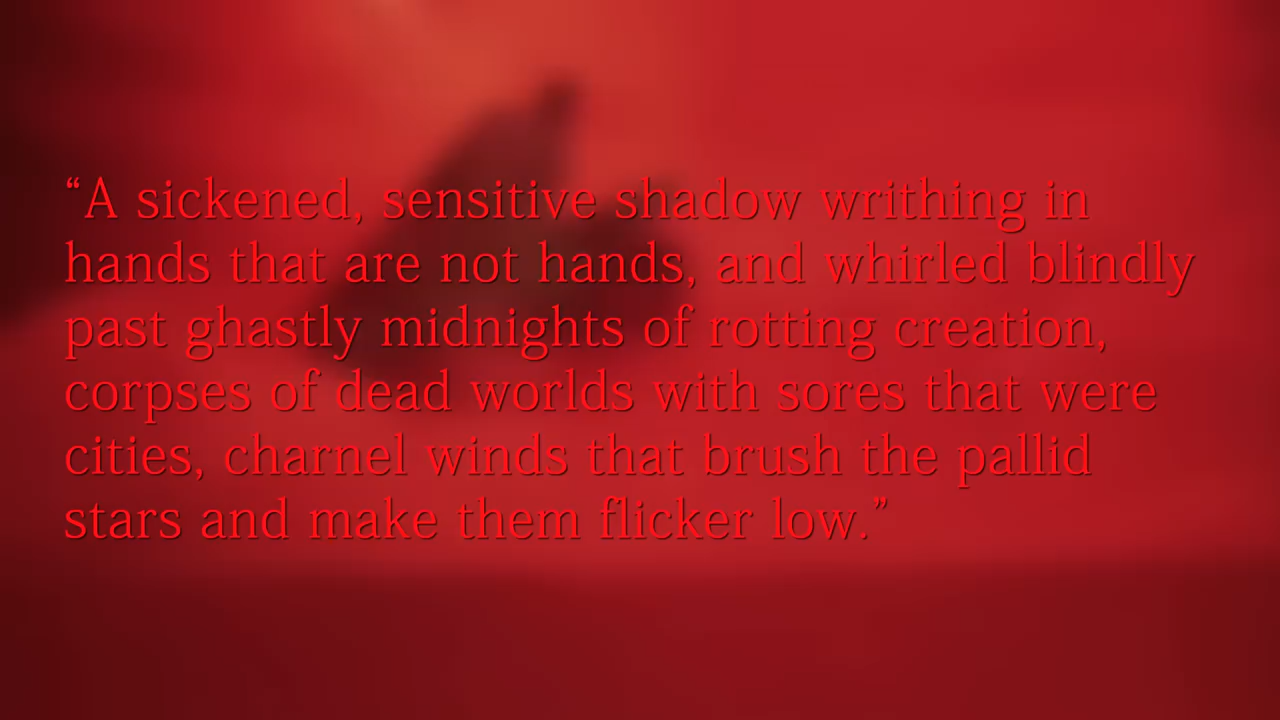 “A sickened, sensitive shadow writhing in
hands that are not hands, and whirled blindly
past ghastly midnights of rotting creation,
corpses of dead worlds with sores that were
cities, charnel winds that brush the pallid
stars and make them flicker low.”